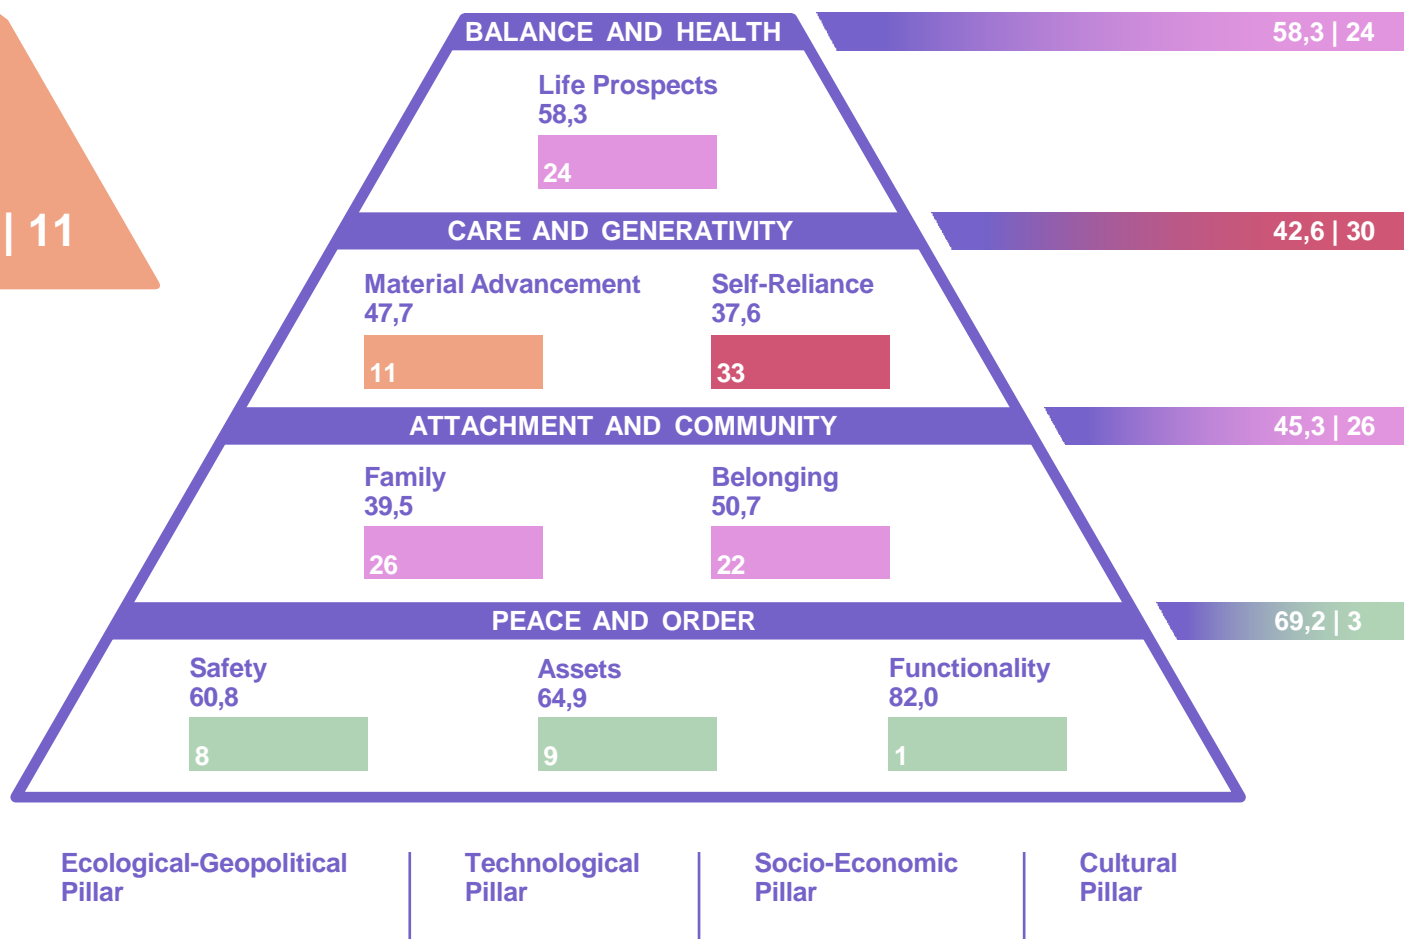 BALANCE AND HEALTH
58,3 | 24
Life Prospects
58,3
24
| 11
CARE AND GENERATIVITY
42,6 | 30
Material Advancement
47,7
11
Self-Reliance
37,6
33
ATTACHMENT AND COMMUNITY
45,3 | 26
Family
39,5
26
Belonging
50,7
22
PEACE AND ORDER
69,2 | 3
Safety
60,8
8
Assets
64,9
9
Functionality
82,0
1
Ecological-Geopolitical
Pillar
Technological
Pillar
Socio-Economic
Pillar
Cultural
Pillar